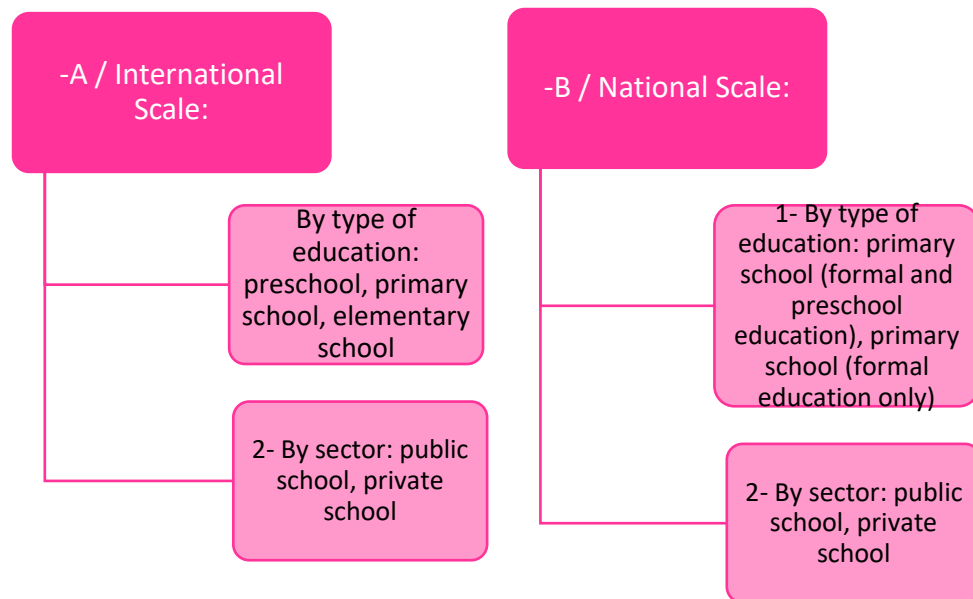 -A / International
Scale:
By type of
education:
preschool, primary
school, elementary
school
2- By sector: public
school, private
school
-B / National Scale:
1- By type of
education: primary
school (formal and
preschool
education), primary
school (formal
education only)
2- By sector: public
school, private
school